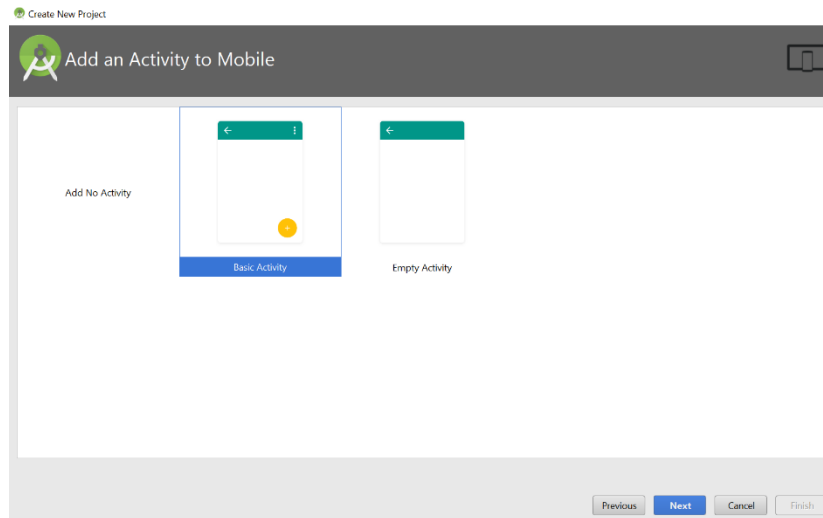 Create New Project
Add an Activity to Mobile
Add No Activity
Basic Activity
Empty Activity
Previous
Next
Cancel
Finish